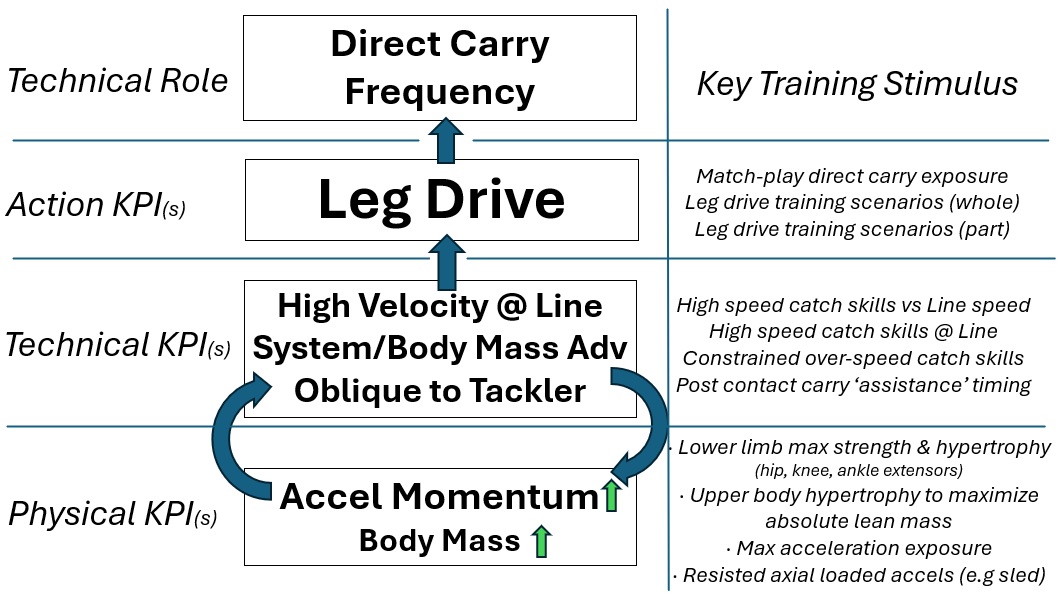 Technical Role
Direct Carry
Frequency
Key Training Stimulus
Action KPI(s)
Leg Drive
Match-play direct carry exposure
Leg drive training scenarios (whole)
Leg drive training scenarios (part)
Technical KPI(s)
High Velocity @ Line
System/Body Mass Adv
Oblique to Tackler
High speed catch skills vs Line speed
High speed catch skills @ Line
Constrained over-speed catch skills
Post contact carry ‘assistance’ timing
Physical KPI(s)
Accel Momentum
Body Mass
· Lower limb max strength & hypertrophy
(hip, knee, ankle extensors)
· Upper body hypertrophy to maximize
absolute lean mass
· Max acceleration exposure
· Resisted axial loaded accels (e.g sled)